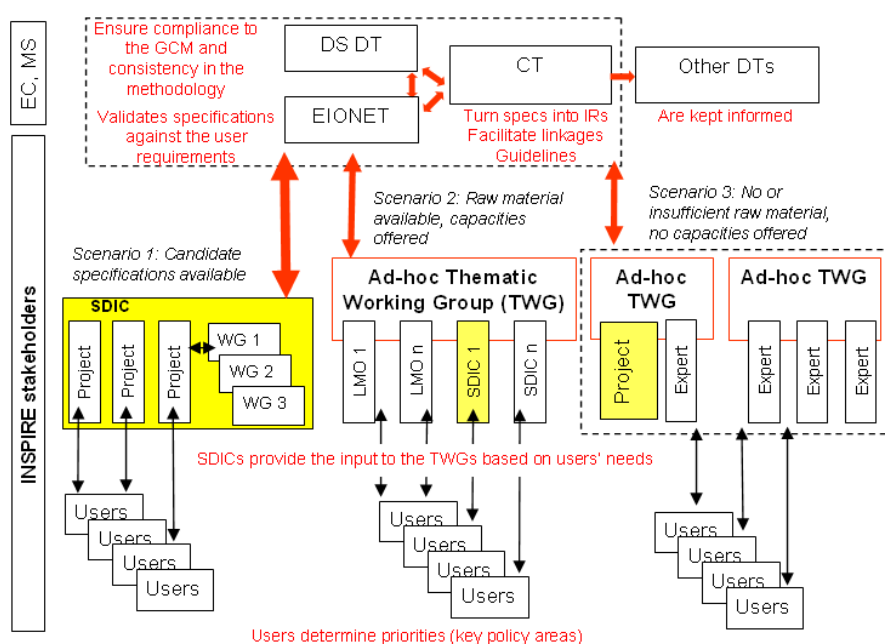 EC, MS
INSPIRE stakeholders
Ensure compliance to
the GCM and
consistency in the
methodology
Validates specifications
against the user
requirements
DS DT
EIONET
CT
Turn specs into IRs
Facilitate linkages
Guidelines
Other DTs
Are kept informed
Scenario 1: Candidate
specifications available
Scenario 2: Raw material
available, capacities
offered
Scenario 3: No or
insufficient raw material,
no capacities offered
SDIC
Project
Project
Project
WG 1
WG 2
WG 3
Ad-hoc Thematic
Working Group (TWG)
LMO 1
LMO n
SDIC 1
SDIC n
Ad-hoc
TWG
Project
Expert
Ad-hoc TWG
Expert
Expert
Expert
SDICs provide the input to the TWGs based on users' needs
Users
Users
Users
Users
Users
Users
Users
Users
Users
Users
Users
Users
Users determine priorities (key policy areas)